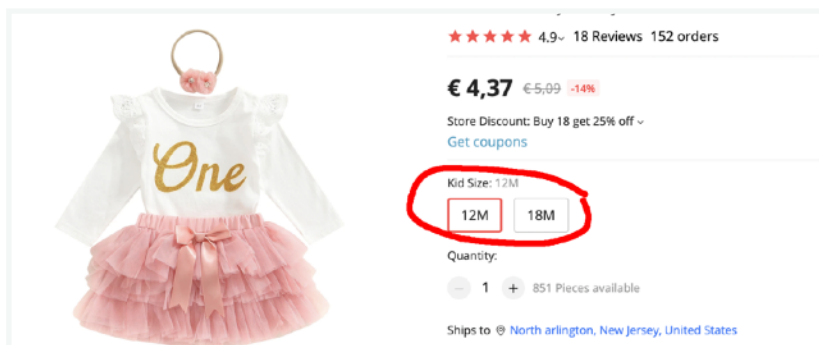 4.9 18 Reviews 152 orders
€ 4,37 €5,09 -14%
Store Discount: Buy 18 get 25% off
Get coupons
One
Kid Size: 12M
12M 18M
Quantity:
− 1 + 851 Pieces available
Ships to North arlington, New Jersey, United States